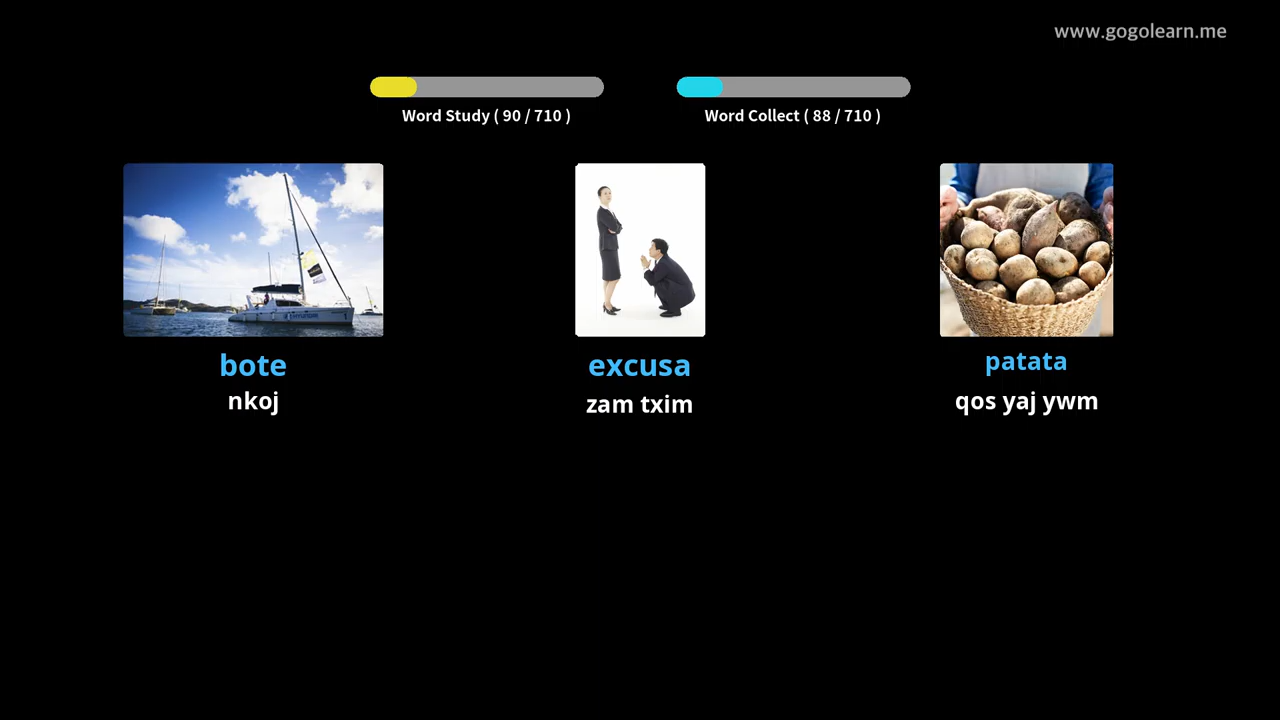 www.gogolearn.me
Word Study ( 90 / 710 )
Word Collect ( 88 / 710 )
bote
nkoj
excusa
zam txim
patata
qos yaj ywm